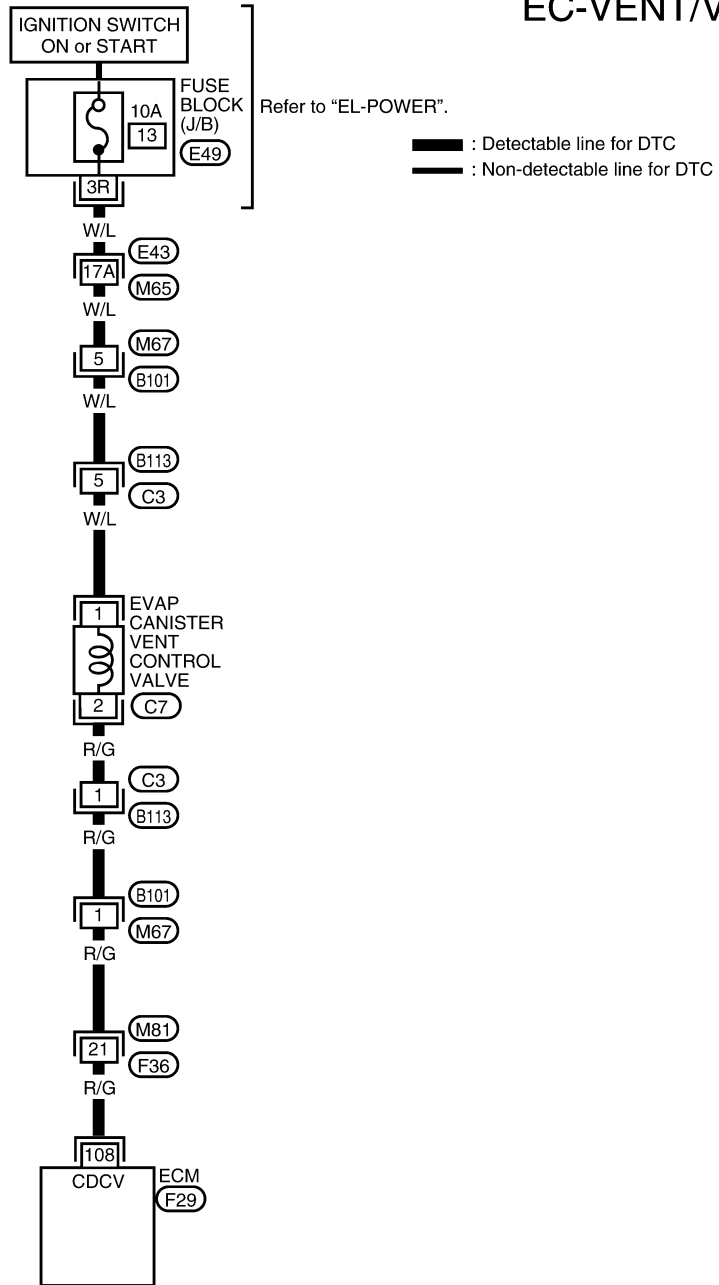 EC-VENT/V
IGNITION SWITCH
ON or START
FUSE
BLOCK
(J/B)
10A
13
E49
Refer to “EL-POWER”.
: Detectable line for DTC
: Non-detectable line for DTC
3R
W/L
E43
17A
M65
W/L
M67
5
B101
W/L
B113
5
C3
W/L
1
EVAP
CANISTER
VENT
CONTROL
VALVE
2
C7
R/G
C3
1
B113
R/G
B101
1
M67
R/G
M81
21
F36
R/G
108
CDCV
ECM
F29